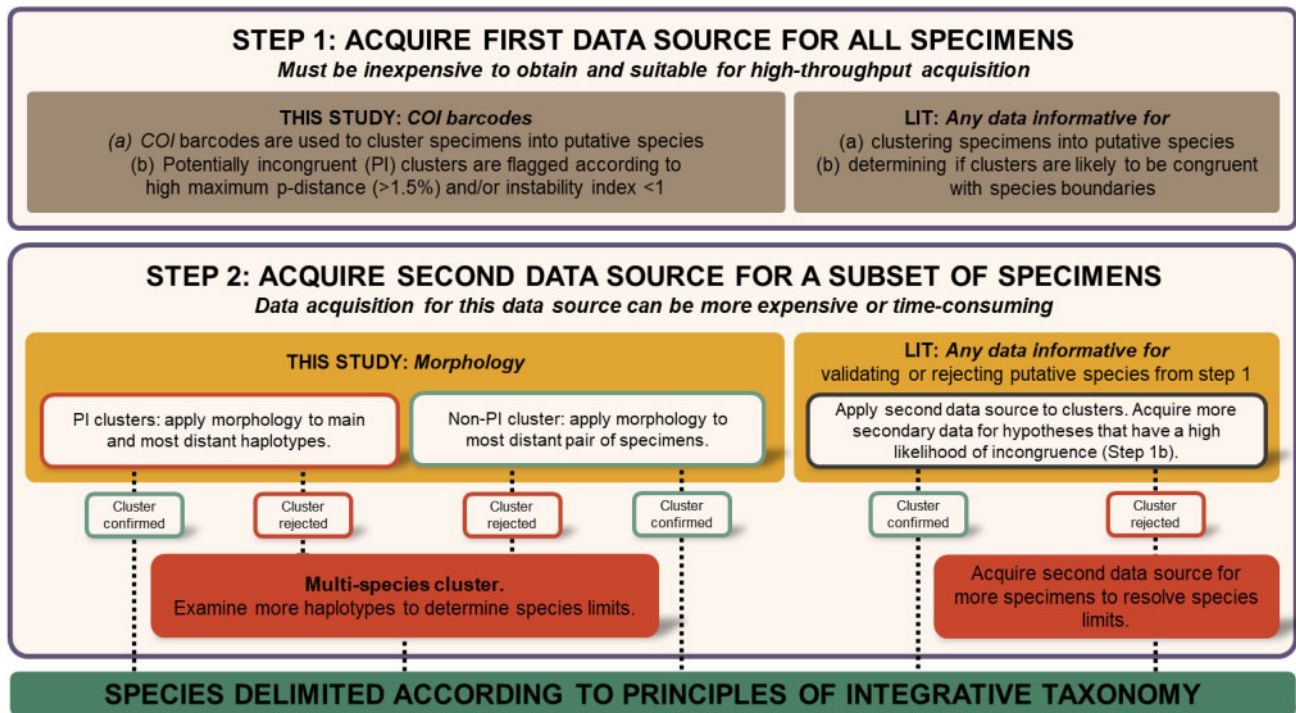 STEP 1: ACQUIRE FIRST DATA SOURCE FOR ALL SPECIMENS
Must be inexpensive to obtain and suitable for high-throughput acquisition
THIS STUDY: COI barcodes
(a) COI barcodes are used to cluster specimens into putative species
(b) Potentially incongruent (PI) clusters are flagged according to
high maximum p-distance (>1.5%) and/or instability index <1
LIT: Any data informative for
(a) clustering specimens into putative species
(b) determining if clusters are likely to be congruent
with species boundaries
STEP 2: ACQUIRE SECOND DATA SOURCE FOR A SUBSET OF SPECIMENS
Data acquisition for this data source can be more expensive or time-consuming
THIS STUDY: Morphology
PI clusters: apply morphology to main
and most distant haplotypes.
Non-PI cluster: apply morphology to
most distant pair of specimens.
LIT: Any data informative for
validating or rejecting putative species from step 1
Apply second data source to clusters. Acquire more
secondary data for hypotheses that have a high
likelihood of incongruence (Step 1b).
Cluster
confirmed
Cluster
rejected
Cluster
rejected
Cluster
confirmed
Cluster
confirmed
Cluster
rejected
Multi-species cluster.
Examine more haplotypes to determine species limits.
Acquire second data source for
more specimens to resolve species
limits.
SPECIES DELIMITED ACCORDING TO PRINCIPLES OF INTEGRATIVE TAXONOMY